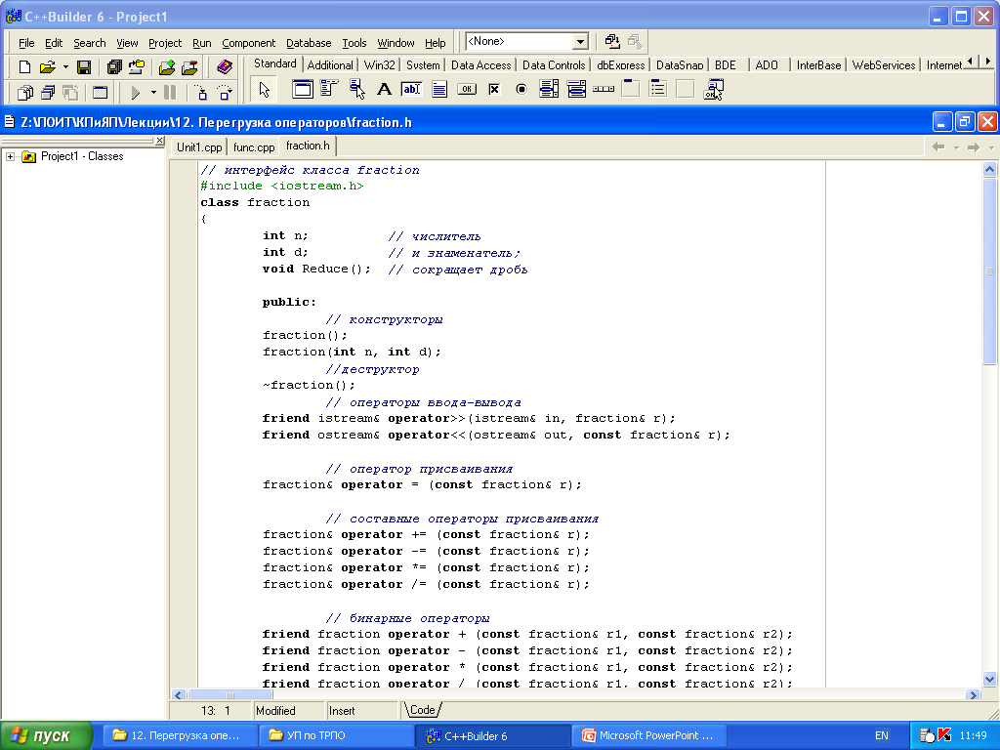 C++Builder 6 - Project1
File Edit Search View Project Run Component Database Tools Window Help <None>
Standard Additional Win32 System Data Access Data Controls dbExpress DataSnap BDE ADO InterBase WebServices Internet
Z:\ПОИТ\КПиЯП\Лекции\12. Перегрузка операторов\fraction.h
Project1 - Classes
Unit1.cpp func.cpp fraction.h
// интерфейс класса fraction
#include <iostream.h>
class fraction
{
int n; // числитель
int d; // и знаменатель;
void Reduce(); // сокращает дробь
public:
// конструкторы
fraction();
fraction(int n, int d);
//деструктор
~fraction();
// операторы ввода-вывода
friend istream& operator>>(istream& in, fraction& r);
friend ostream& operator<<(ostream& out, const fraction& r);
// оператор присваивания
fraction& operator = (const fraction& r);
// составные операторы присваивания
fraction& operator += (const fraction& r);
fraction& operator -= (const fraction& r);
fraction& operator *= (const fraction& r);
fraction& operator /= (const fraction& r);
// бинарные операторы
friend fraction operator + (const fraction& r1, const fraction& r2);
friend fraction operator - (const fraction& r1, const fraction& r2);
friend fraction operator * (const fraction& r1, const fraction& r2);
friend fraction operator / (const fraction& r1, const fraction& r2);
13: 1 Modified Insert Code
пуск 12. Перегрузка опе... УП по ТРПО C++Builder 6 Microsoft PowerPoint ... EN 11:49